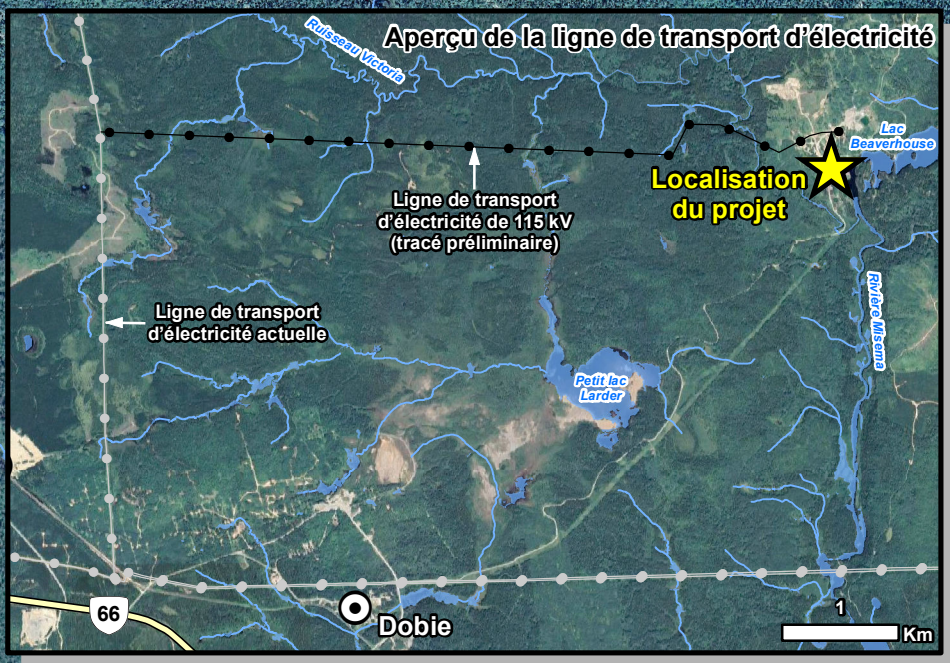 Aperçu de la ligne de transport d'électricité
Ruisseau Victoria
Lac
Beaverhouse
Localisation
du projet
Ligne de transport
d'électricité de 115 kV
(tracé préliminaire)
Ligne de transport
d'électricité actuelle
Rivière Misema
Petit lac
Larder
66
Dobie
1
Km